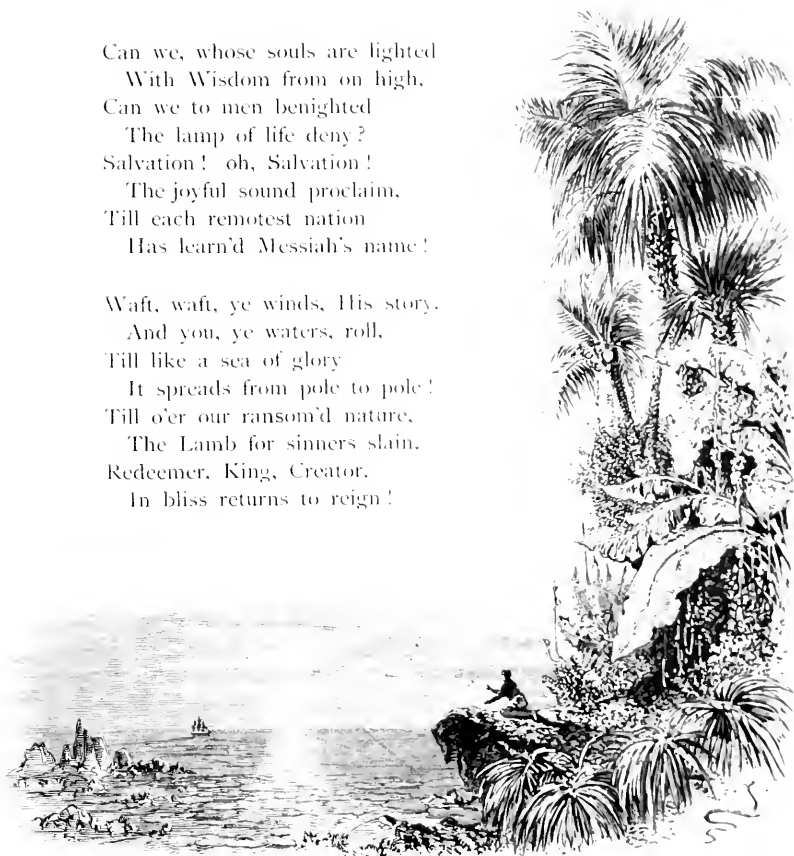 Can we, whose souls are lighted
With Wisdom from on high,
Can we to men benighted
The lamp of life deny?
Salvation! oh, Salvation!
The joyful sound proclaim,
Till each remotest nation
Has learn'd Messiah's name!

Waft, waft, ye winds, His story,
And you, ye waters, roll,
Till like a sea of glory
It spreads from pole to pole!
Till o'er our ransom'd nature,
The Lamb for sinners slain,
Redeemer, King, Creator,
In bliss returns to reign!